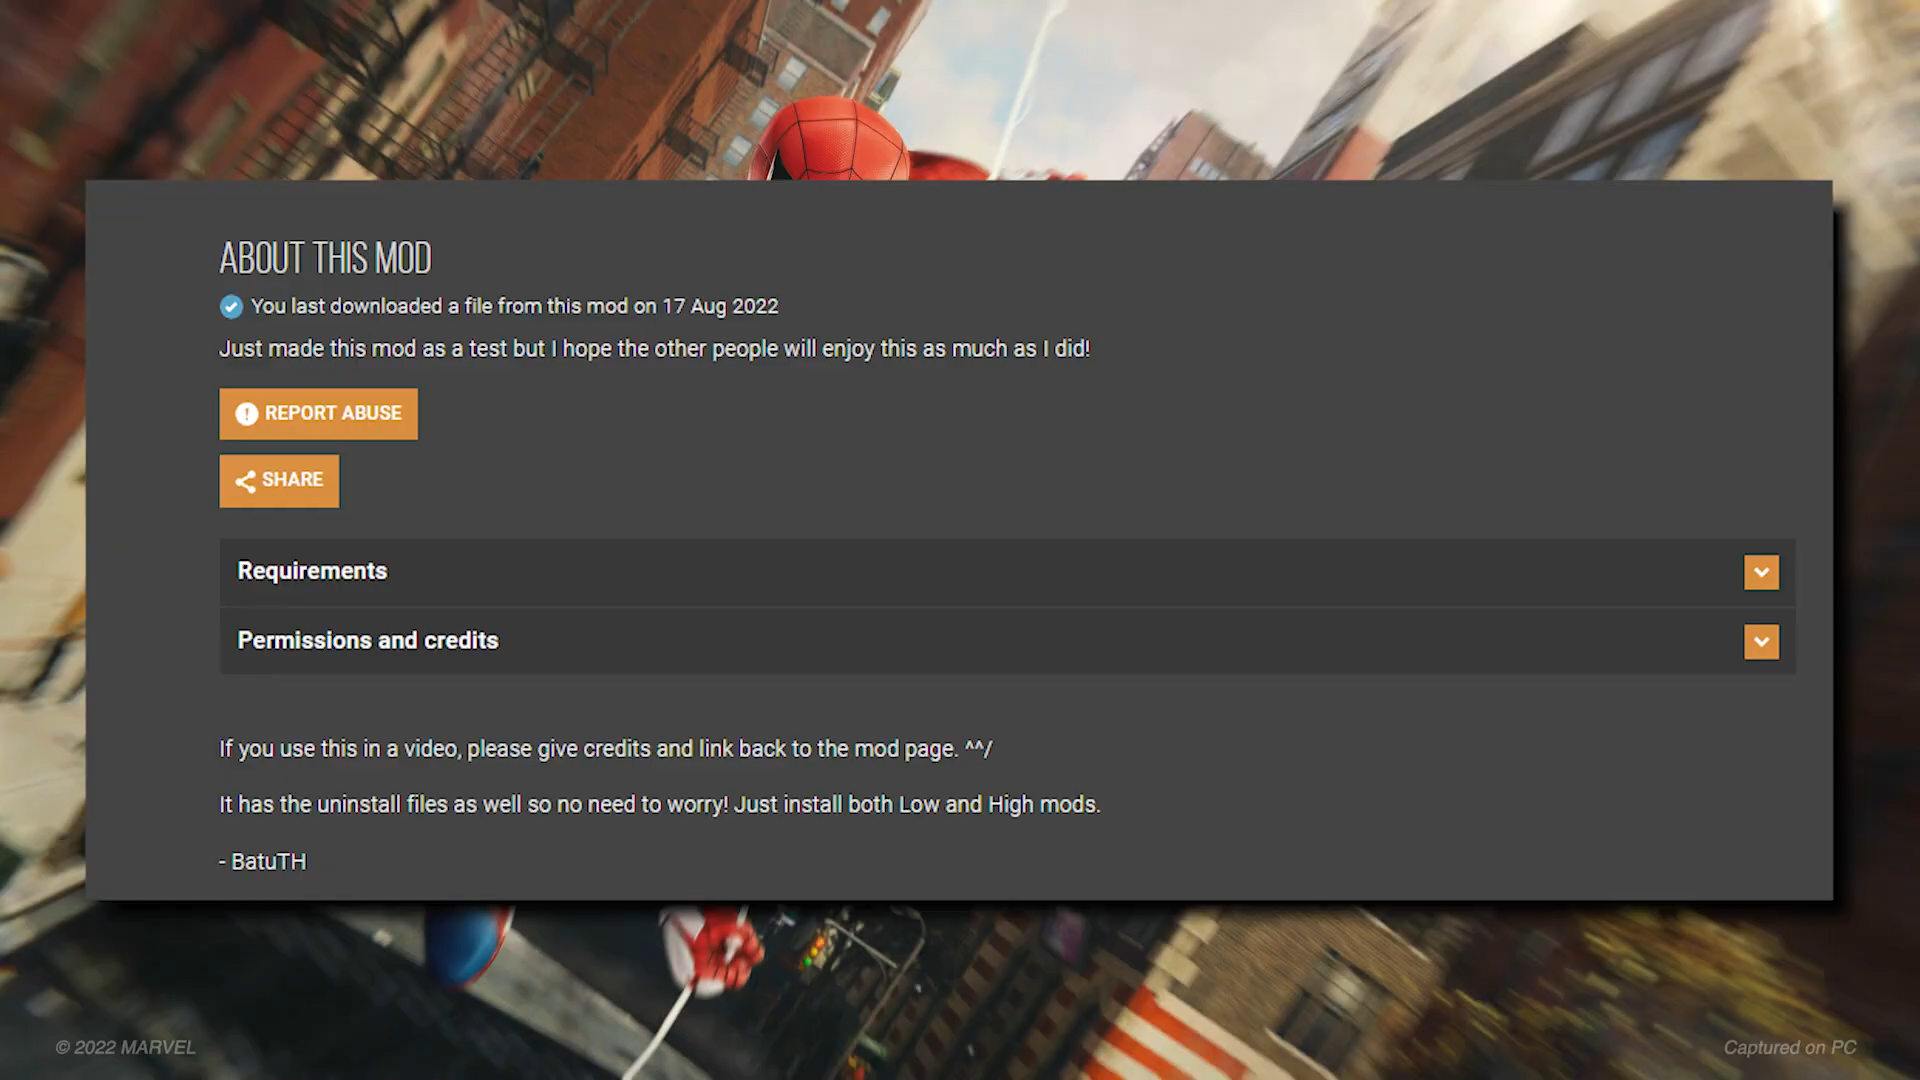 ABOUT THIS MOD
You last downloaded a file from this mod on 17 Aug 2022
Just made this mod as a test but I hope the other people will enjoy this as much as I did!
REPORT ABUSE
SHARE
Requirements
Permissions and credits
If you use this in a video, please give credits and link back to the mod page. ^^/
It has the uninstall files as well so no need to worry! Just install both Low and High mods.
- BatuTH
© 2022 MARVEL
Captured on PC